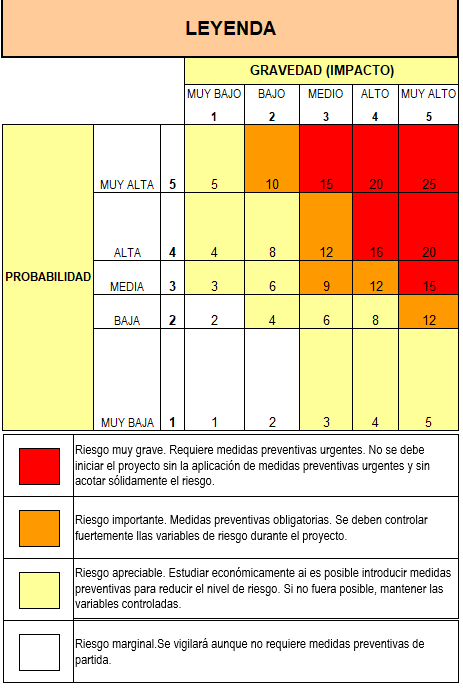 LEYENDA
GRAVEDAD (IMPACTO)
MUY BAJO BAJO MEDIO ALTO MUY ALTO
1 2 3 4 5
MUY ALTA 5 5 10 15 20 25
ALTA 4 4 8 12 16 20
PROBABILIDAD
MEDIA 3 3 6 9 12 15
BAJA 2 2 4 6 8 12
MUY BAJA 1 1 2 3 4 5
Riesgo muy grave. Requiere medidas preventivas urgentes. No se debe
iniciar el proyecto sin la aplicación de medidas preventivas urgentes y sin
acotar sólidamente el riesgo.
Riesgo importante. Medidas preventivas obligatorias. Se deben controlar
fuertemente llas variables de riesgo durante el proyecto.
Riesgo apreciable. Estudiar económicamente ai es posible introducir medidas
preventivas para reducir el nivel de riesgo. Si no fuera posible, mantener las
variables controladas.
Riesgo marginal.Se vigilará aunque no requiere medidas preventivas de
partida.